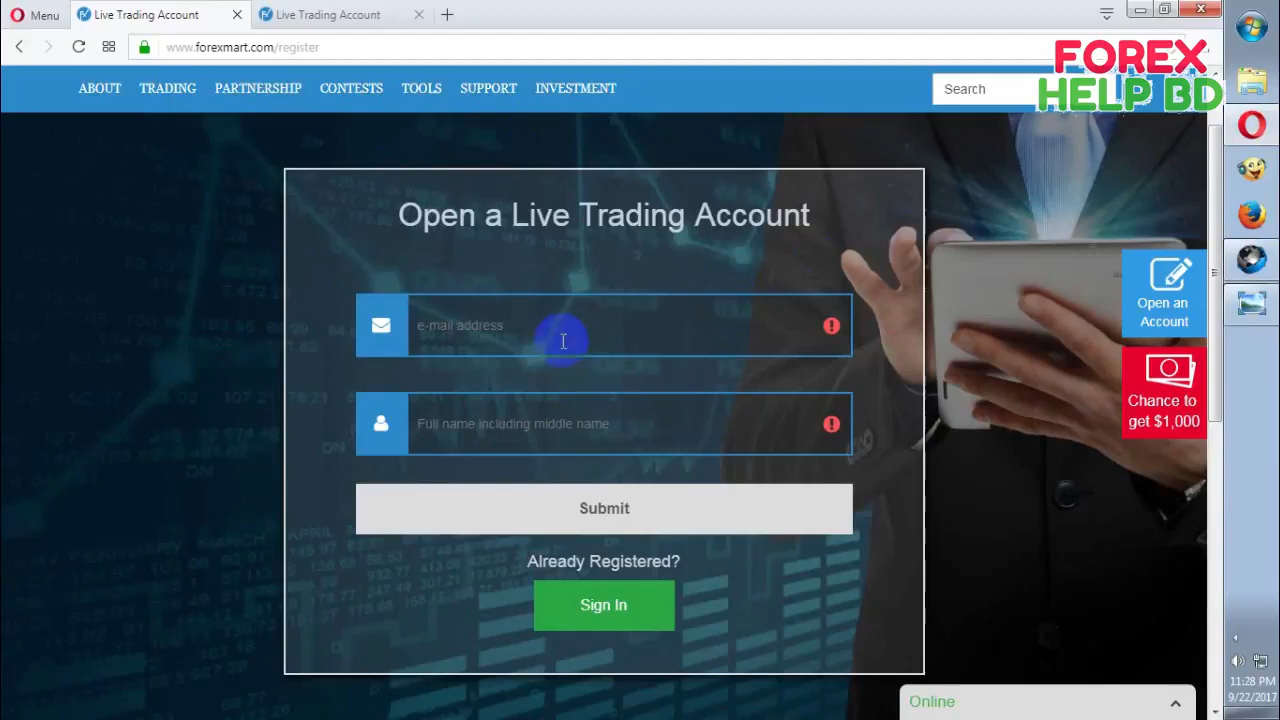 Menu
Live Trading Account
Live Trading Account
www.forexmart.com/register
FOREX
HELP BD
ABOUT TRADING PARTNERSHIP CONTESTS TOOLS SUPPORT INVESTMENT
Search
Open a Live Trading Account
e-mail address
Full name including middle name
Submit
Already Registered?
Sign In
Open an
Account
Chance to
get $1,000
Online
11:28 PM
9/22/2017